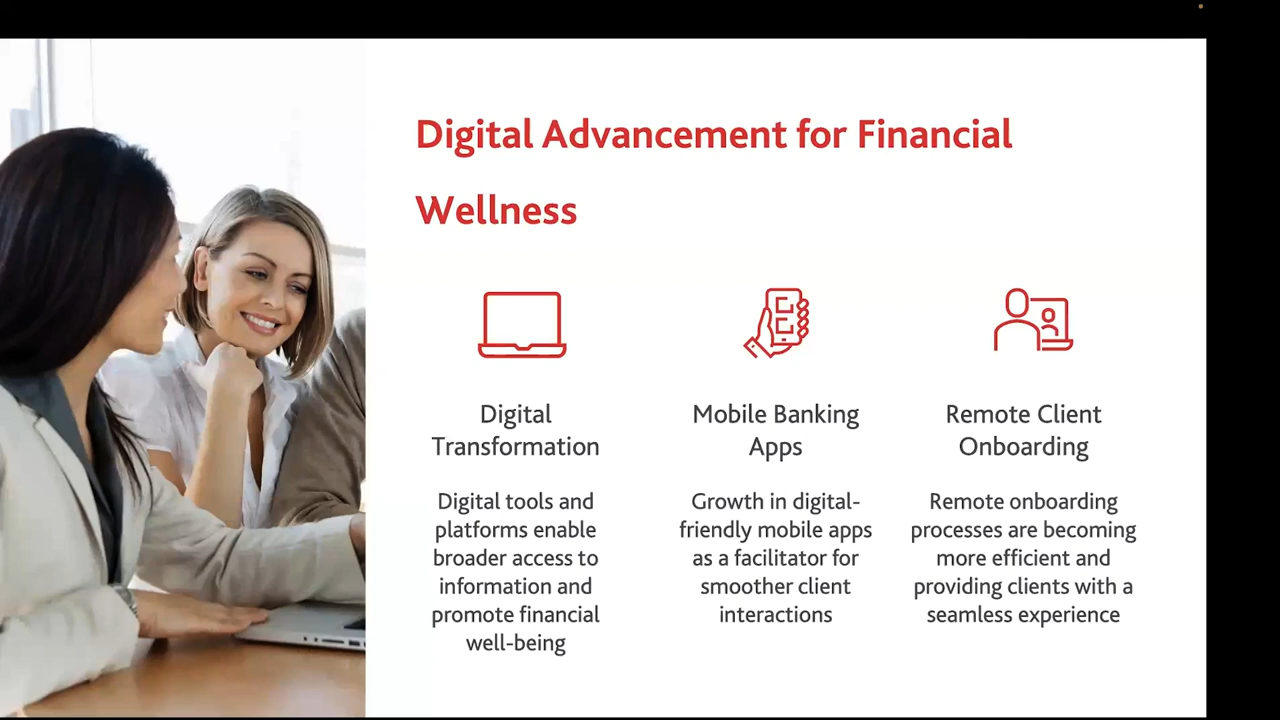 Digital Advancement for Financial
Wellness
Digital
Transformation
Digital tools and
platforms enable
broader access to
information and
promote financial
well-being
Mobile Banking
Apps
Growth in digital-
friendly mobile apps
as a facilitator for
smoother client
interactions
Remote Client
Onboarding
Remote onboarding
processes are becoming
more efficient and
providing clients with a
seamless experience